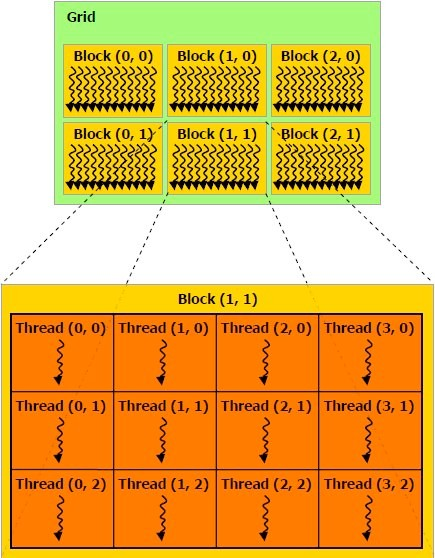 Grid
Block (0, 0) Block (1, 0) Block (2, 0)
Block (0, 1) Block (1, 1) Block (2, 1)
Block (1, 1)
Thread (0, 0) Thread (1, 0) Thread (2, 0) Thread (3, 0)
Thread (0, 1) Thread (1, 1) Thread (2, 1) Thread (3, 1)
Thread (0, 2) Thread (1, 2) Thread (2, 2) Thread (3, 2)